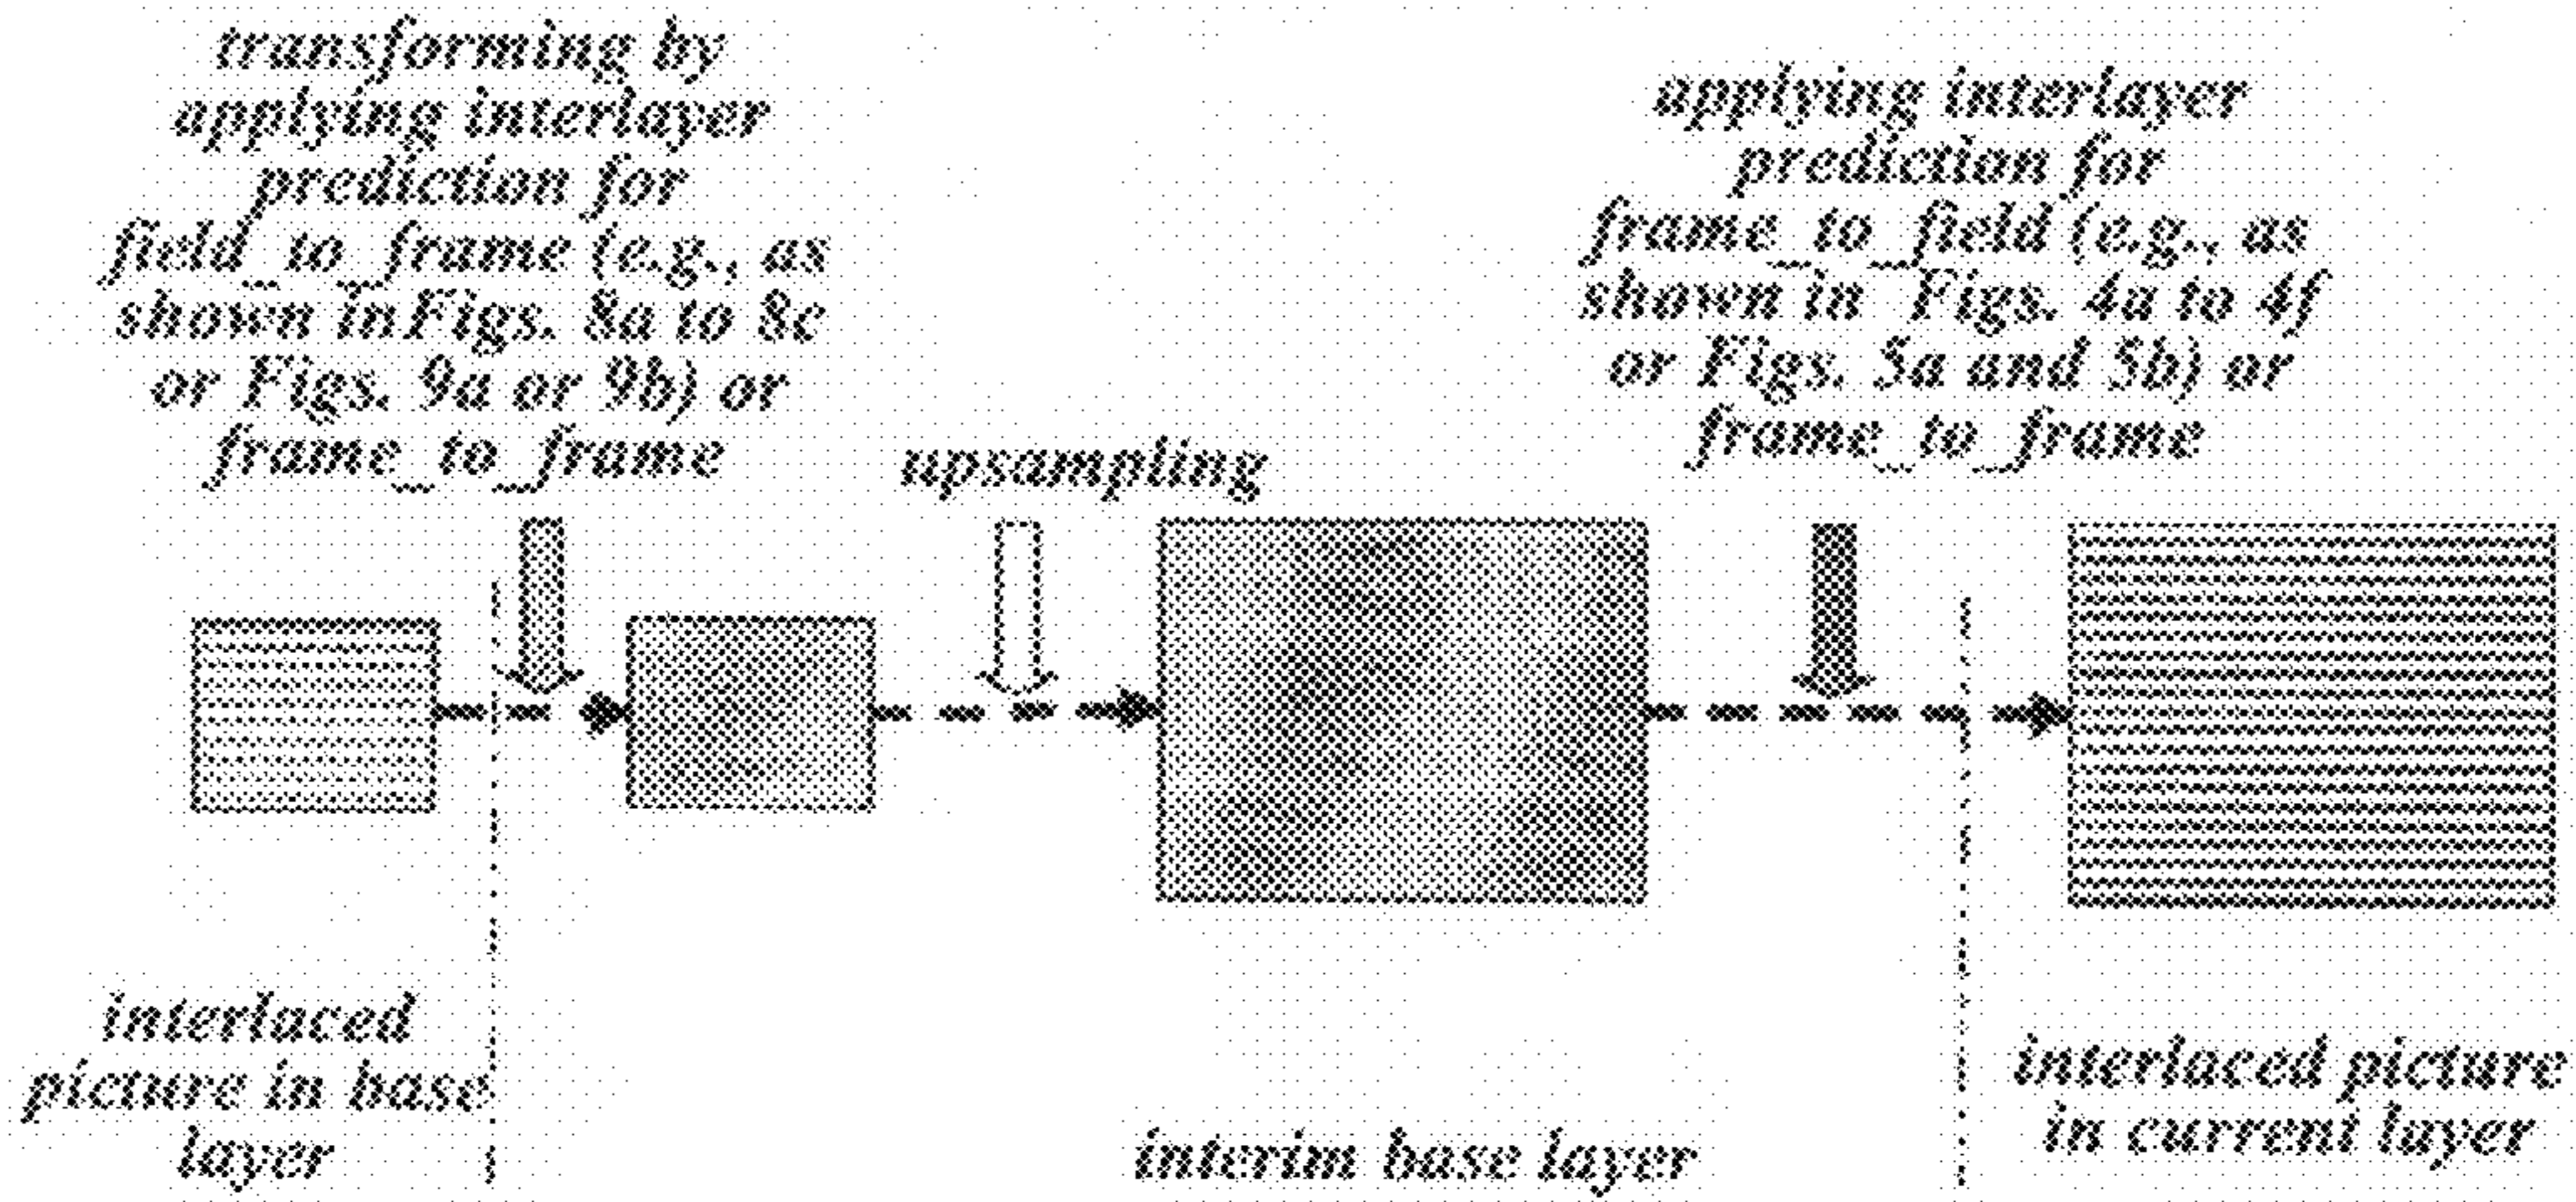 transforming by
applying interlayer
prediction for
field_to_frame (e.g., as
shown inFigs. 8a to 8c
or Figs. 9a or 9b) or
frame_to_frame
upsampling
applying interlayer
prediction for
frame_to_field (e.g., as
shown in Figs. 4a to 4f
or Figs. 5a and 5b) or
frame_to_frame
interlaced
picture in base
layer
interim base layer
interlaced picture
in current layer